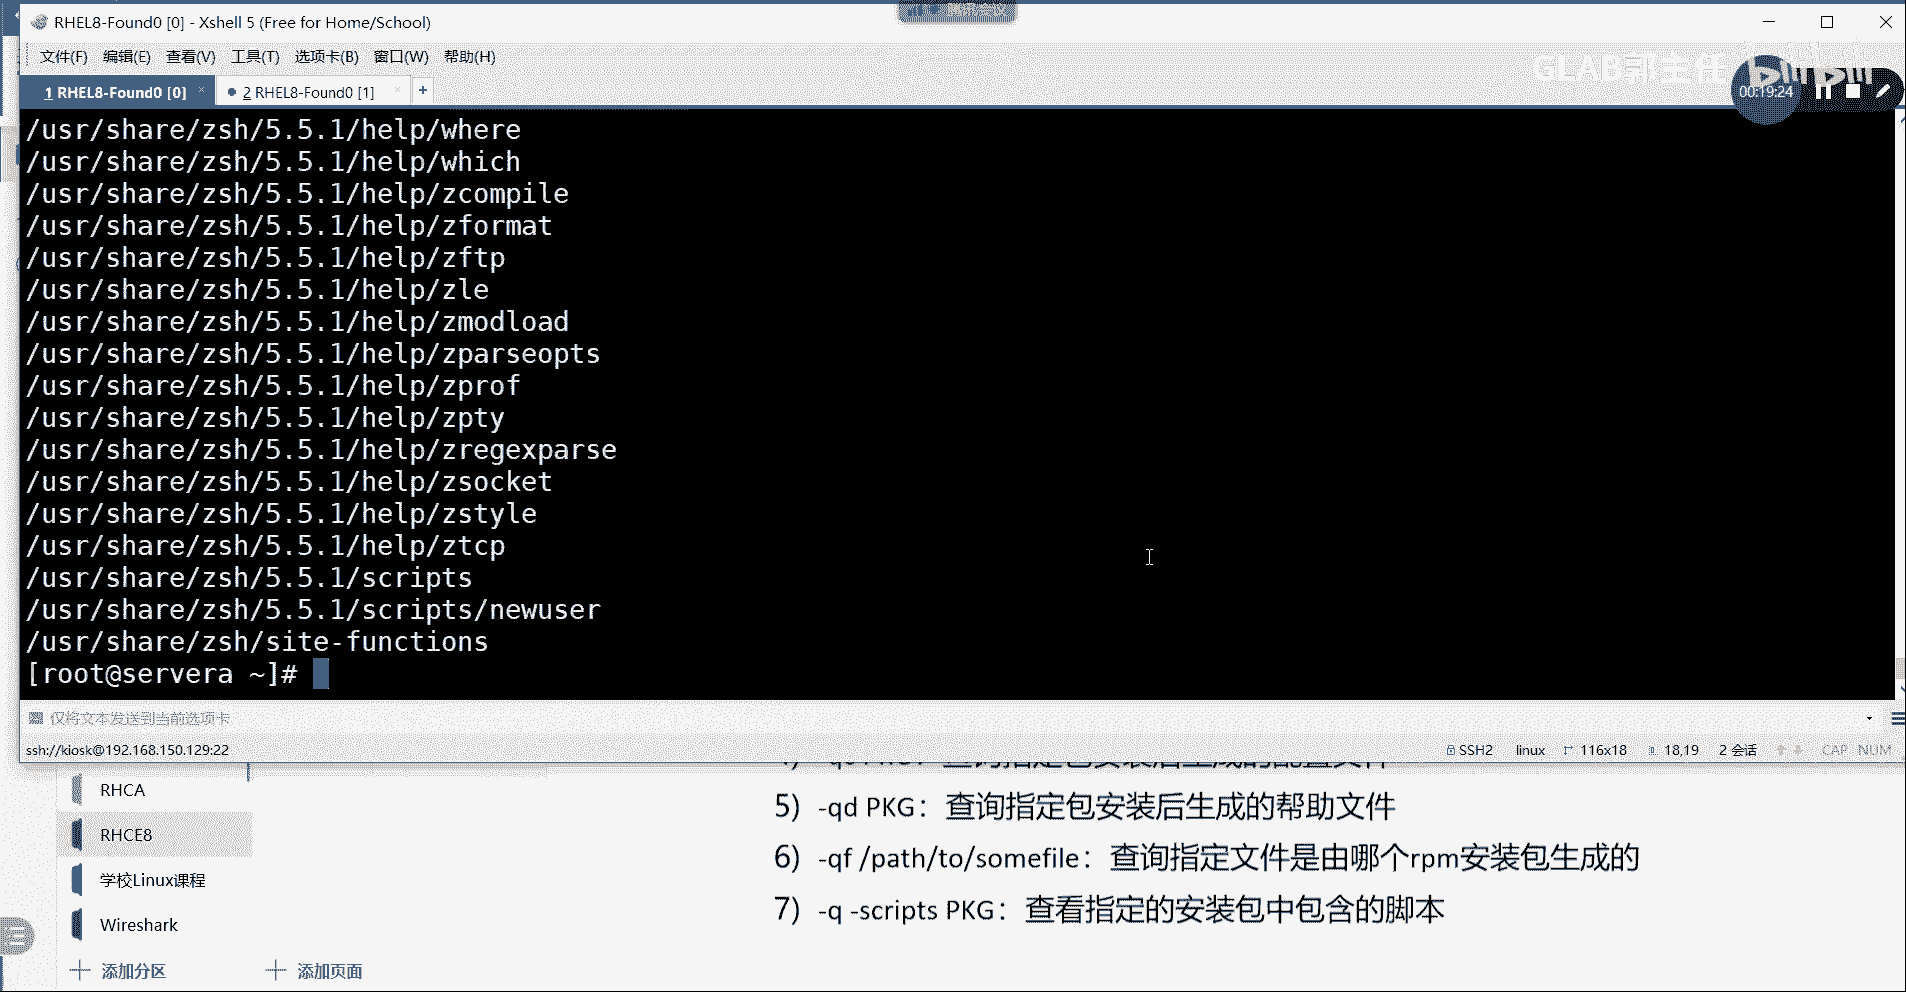 RHEL8-Found0 [0] - Xshell 5 (Free for Home/School)
文件(F) 编辑(E) 查看(V) 工具(T) 选项卡(B) 窗口(W) 帮助(H)
GLAB郭主任 bilibili
1 RHEL8-Found0 [0] × 2 RHEL8-Found0 [1] × +
00:19:24
/usr/share/zsh/5.5.1/help/where
/usr/share/zsh/5.5.1/help/which
/usr/share/zsh/5.5.1/help/zcompile
/usr/share/zsh/5.5.1/help/zformat
/usr/share/zsh/5.5.1/help/zftp
/usr/share/zsh/5.5.1/help/zle
/usr/share/zsh/5.5.1/help/zmodload
/usr/share/zsh/5.5.1/help/zparseopts
/usr/share/zsh/5.5.1/help/zprof
/usr/share/zsh/5.5.1/help/zpty
/usr/share/zsh/5.5.1/help/zregexparse
/usr/share/zsh/5.5.1/help/zsocket
/usr/share/zsh/5.5.1/help/zstyle
/usr/share/zsh/5.5.1/help/ztcp
/usr/share/zsh/5.5.1/scripts
/usr/share/zsh/5.5.1/scripts/newuser
/usr/share/zsh/site-functions
[root@servera ~]#
仅将文本发送到当前选项卡
ssh://kiosk@192.168.150.129:22 SSH2 linux 116x18 18,19 2 会话 CAP NUM
RHCA
RHCE8
学校Linux课程
Wireshark
添加分区 添加页面
5) -qd PKG：查询指定包安装后生成的帮助文件
6) -qf /path/to/somefile：查询指定文件是由哪个rpm安装包生成的
7) -q -scripts PKG：查看指定的安装包中包含的脚本